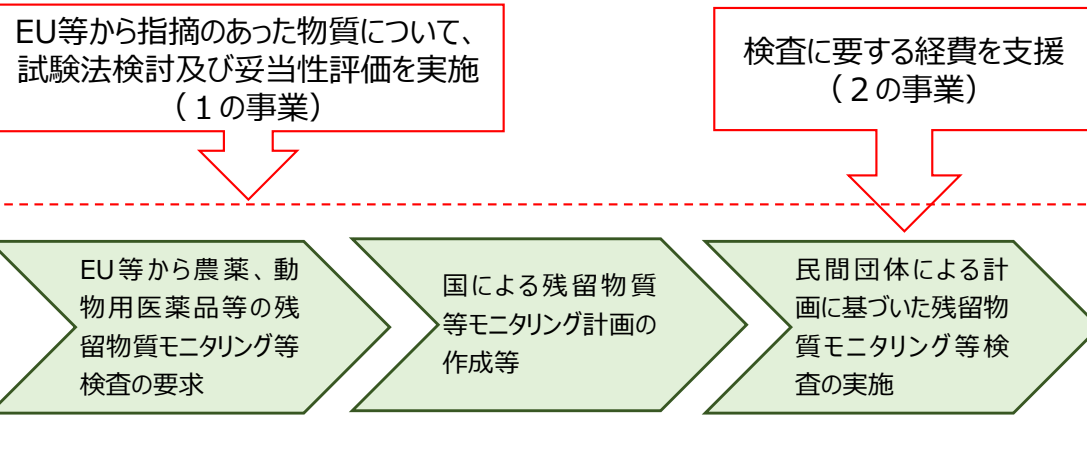 EU等から指摘のあった物質について、
試験法検討及び妥当性評価を実施
（１の事業）
検査に要する経費を支援
（２の事業）
EU等から農薬、動
物用医薬品等の残
留物質モニタリング等
検査の要求
国による残留物質
等モニタリング計画の
作成等
民間団体による計
画に基づいた残留物
質モニタリング等検
査の実施